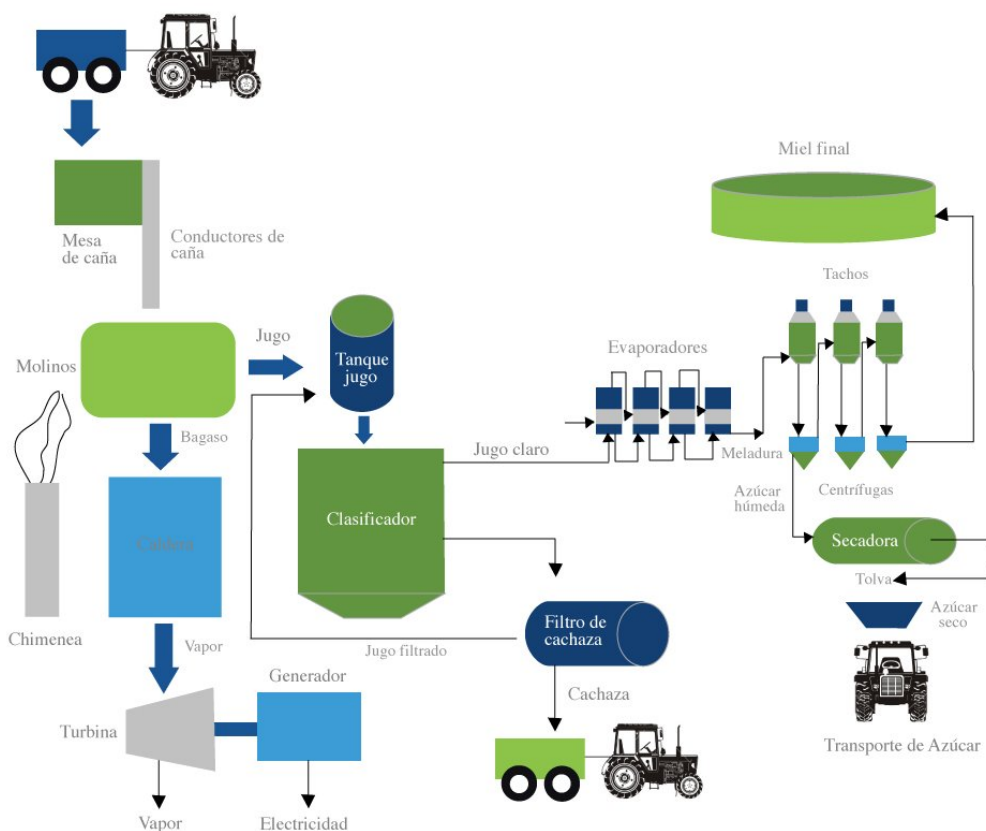 Miel final
Mesa
de caña
Conductores de
caña
Tachos
Jugo
Tanque
jugo
Evaporadores
Molinos
Bagaso
Jugo claro
Meladura
Azúcar
húmeda
Centrífugas
Clasificador
Caldera
Secadora
Tolva
Chimenea
Vapor
Jugo filtrado
Filtro de
cachaza
Azúcar
seco
Generador
Cachaza
Turbina
Transporte de Azúcar
Vapor
Electricidad